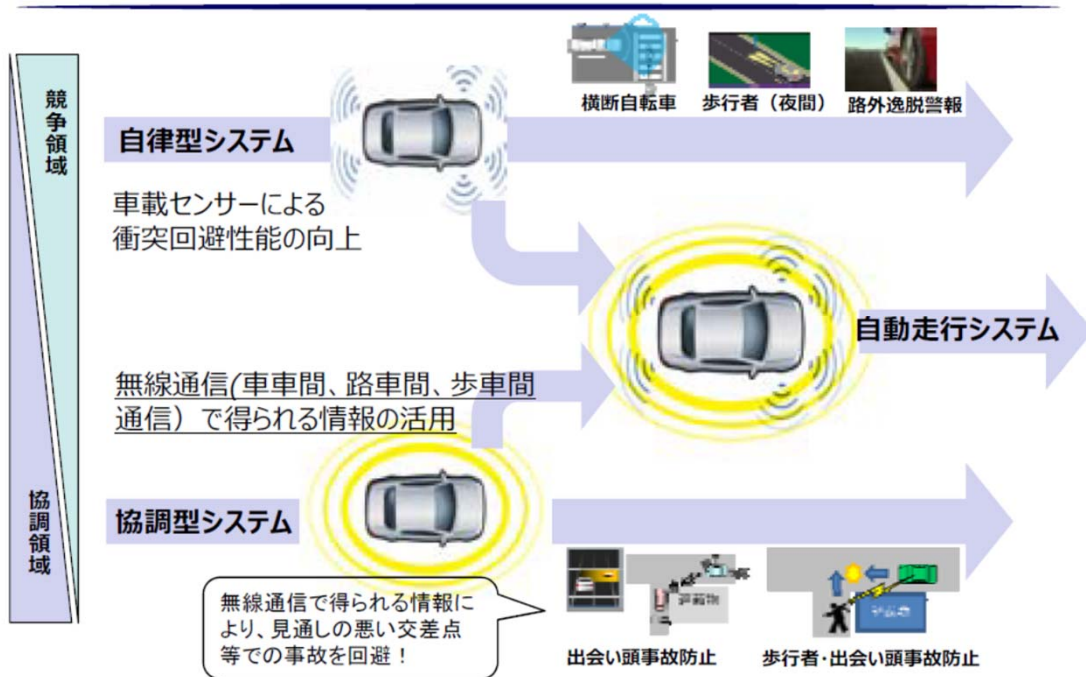 競争領域
横断自転車
歩行者（夜間）
路外逸脱警報
自律型システム
車載センサーによる
衝突回避性能の向上
自動走行システム
無線通信(車車間、路車間、歩車間
通信）で得られる情報の活用
協調領域
協調型システム
無線通信で得られる情報に
より、見通しの悪い交差点
等での事故を回避！
出会い頭事故防止
歩行者・出会い頭事故防止